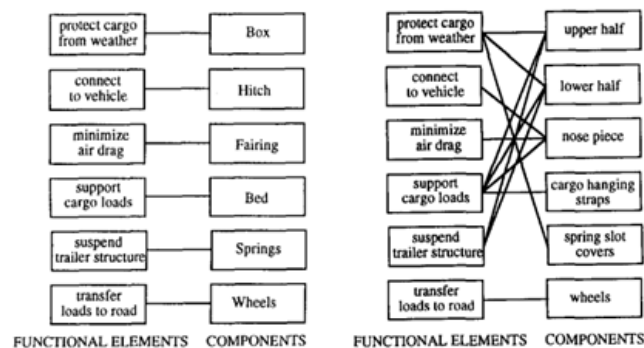 protect cargo
from weather
Box
connect
to vehicle
Hitch
minimize
air drag
Fairing
support
cargo loads
Bed
suspend
trailer structure
Springs
transfer
loads to road
Wheels
FUNCTIONAL ELEMENTS
COMPONENTS
protect cargo
from weather
upper half
connect
to vehicle
lower half
minimize
air drag
nose piece
support
cargo loads
cargo hanging
straps
suspend
trailer structure
spring slot
covers
transfer
loads to road
wheels
FUNCTIONAL ELEMENTS
COMPONENTS